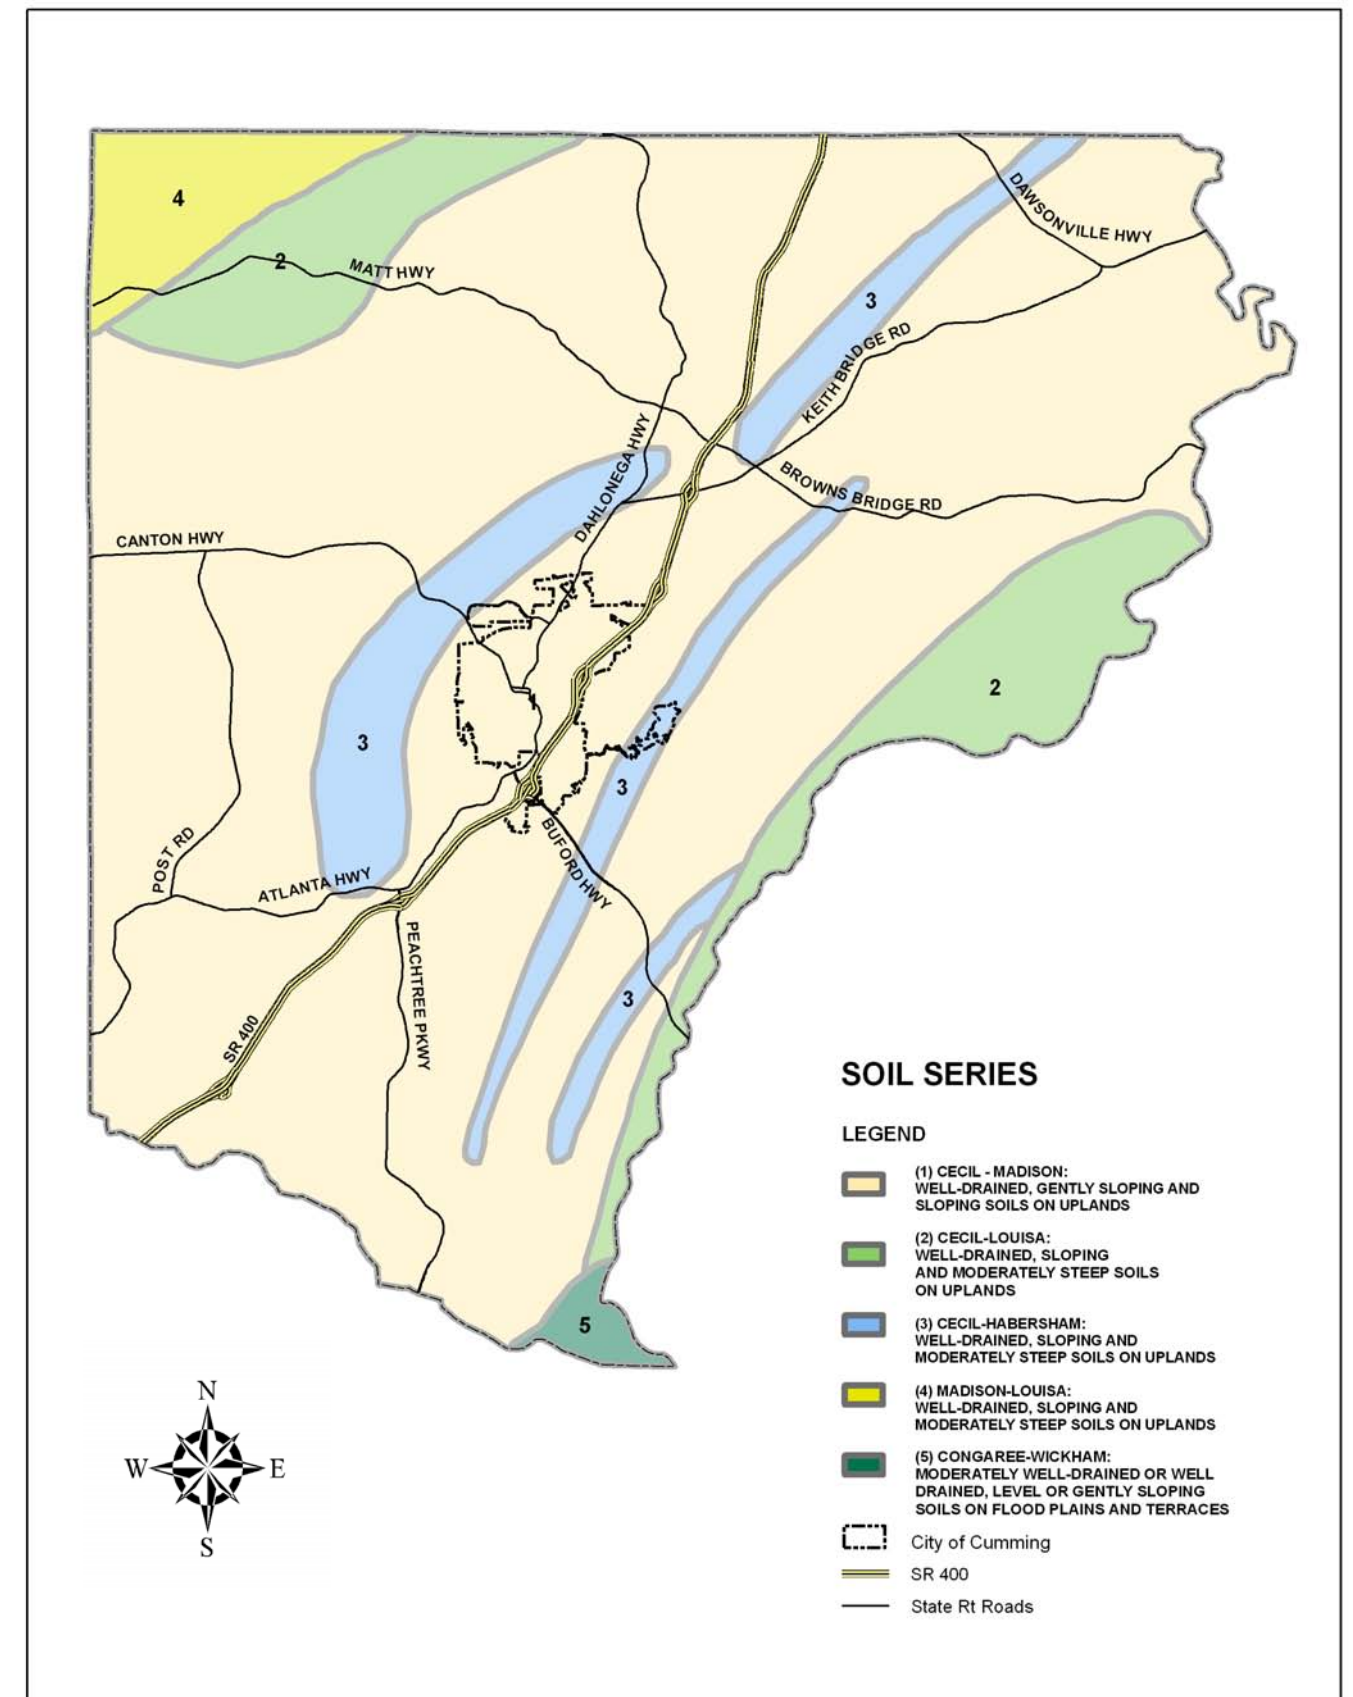 4
2
MATT HWY
DAWSONVILLE HWY
3
KEITH BRIDGE RD
DAHLONEGA HWY
BROWNS BRIDGE RD
CANTON HWY
2
3
3
POST RD
ATLANTA HWY
BUFORD HWY
PEACHTREE PKWY
3
SR 400
5
SOIL SERIES
LEGEND
(1) CECIL - MADISON:
WELL-DRAINED, GENTLY SLOPING AND
SLOPING SOILS ON UPLANDS
(2) CECIL-LOUISA:
WELL-DRAINED, SLOPING
AND MODERATELY STEEP SOILS
ON UPLANDS
(3) CECIL-HABERSHAM:
WELL-DRAINED, SLOPING AND
MODERATELY STEEP SOILS ON UPLANDS
(4) MADISON-LOUISA:
WELL-DRAINED, SLOPING AND
MODERATELY STEEP SOILS ON UPLANDS
(5) CONGAREE-WICKHAM:
MODERATELY WELL-DRAINED OR WELL
DRAINED, LEVEL OR GENTLY SLOPING
SOILS ON FLOOD PLAINS AND TERRACES
City of Cumming
SR 400
State Rt Roads
N
W E
S